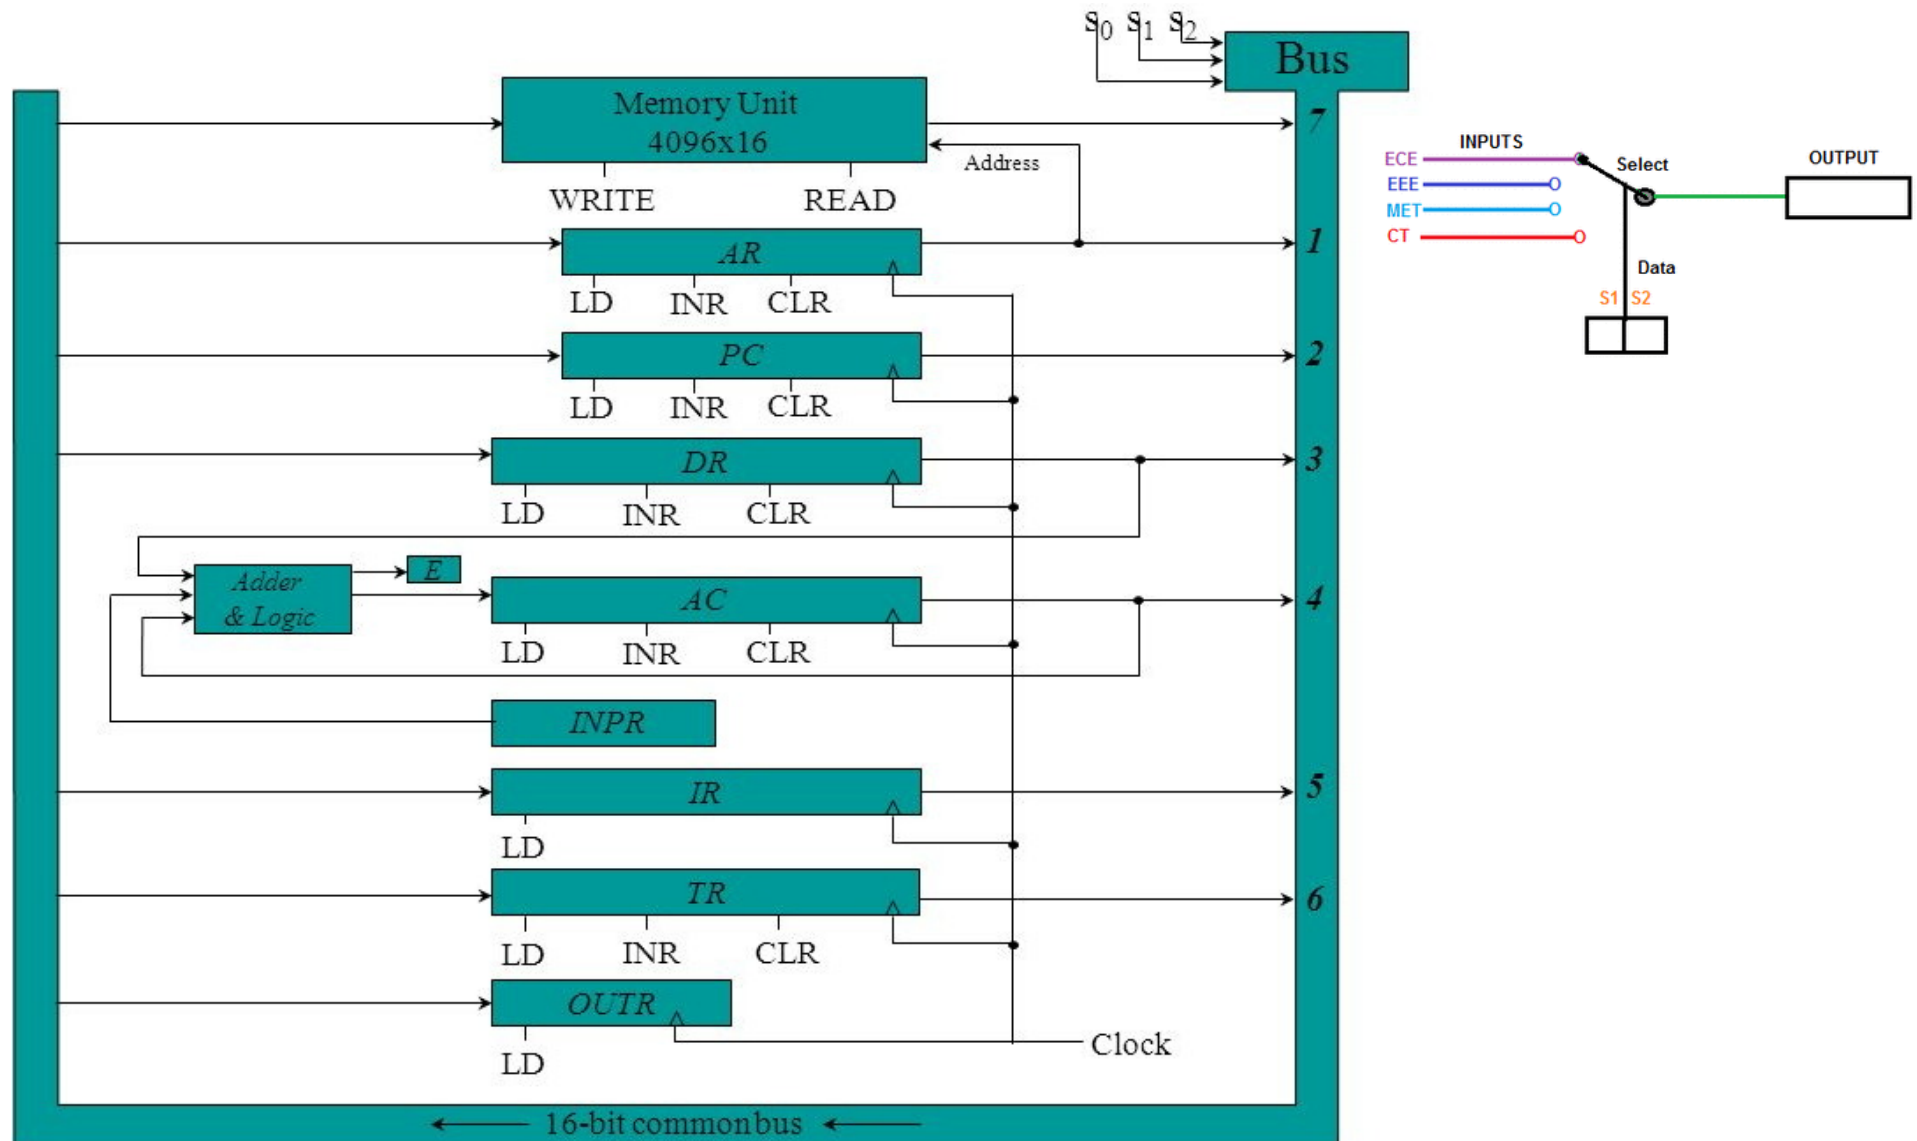 S0 S1 S2
Bus
Memory Unit
4096x16
7
Address
WRITE READ
AR
1
LD INR CLR
PC
2
LD INR CLR
DR
3
LD INR CLR
Adder
& Logic
E
AC
4
LD INR CLR
INPR
IR
5
LD
TR
6
LD INR CLR
OUTR
LD
Clock
16-bit common bus
INPUTS
ECE
EEE
MET
CT
Select
OUTPUT
Data
S1 S2